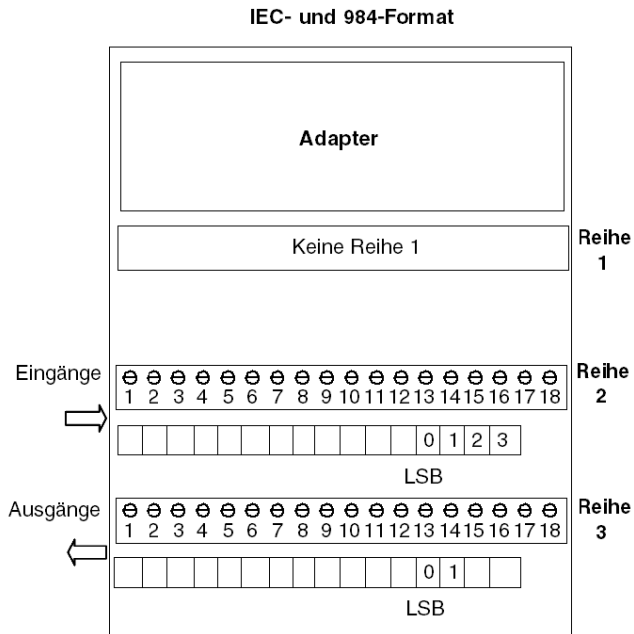 IEC- und 984-Format
Adapter
Keine Reihe 1
Reihe
1
Eingänge
Reihe
2
1 2 3 4 5 6 7 8 9 10 11 12 13 14 15 16 17 18
0 1 2 3
LSB
Ausgänge
Reihe
3
1 2 3 4 5 6 7 8 9 10 11 12 13 14 15 16 17 18
0 1
LSB